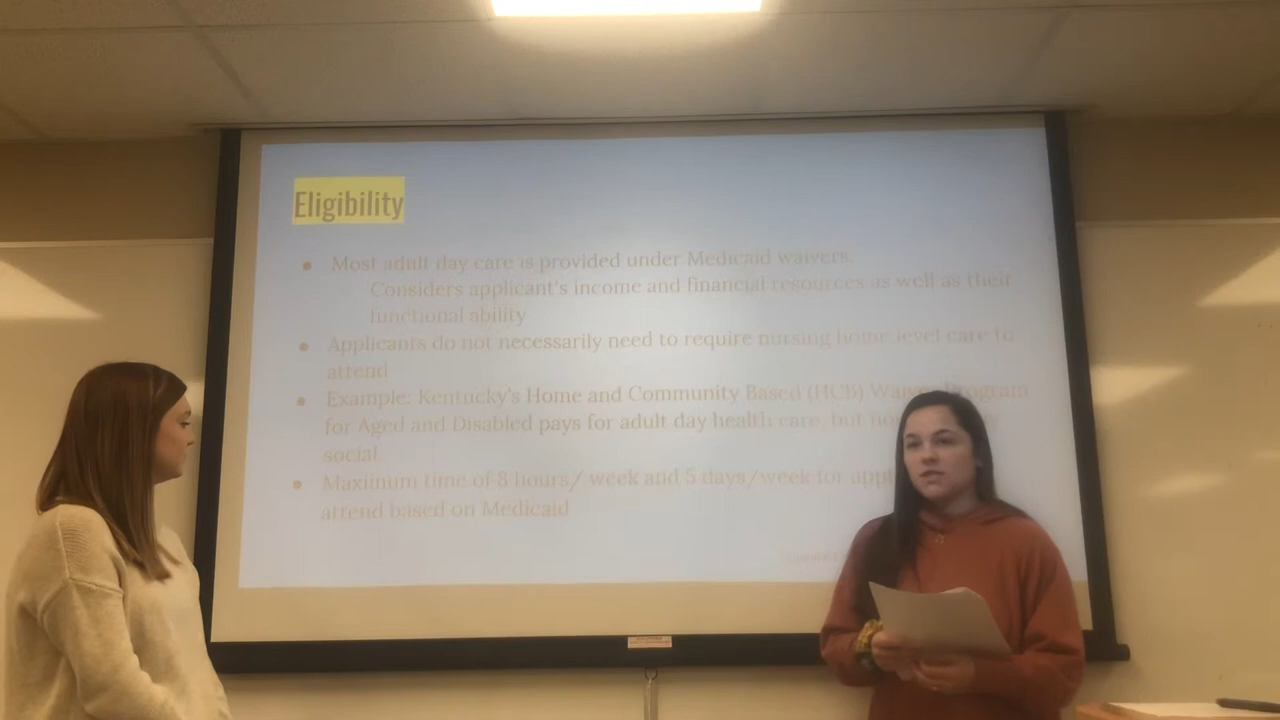 Eligibility
Most adult day care is provided under Medicaid waivers.
Considers applicant's income and financial resources as well as their
functional ability
Applicants do not necessarily need to require nursing home level care to
attend
Example: Kentucky's Home and Community Based (HCB) Waiver Program
for Aged and Disabled pays for adult day health care, but
social.
Maximum time of 8 hours/ week and 5 days/week for
attend based on Medicaid